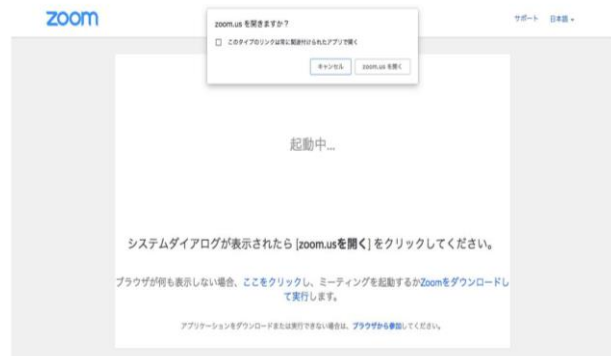 zoom
サポート 日本語
zoom.us を開きますか？
このタイプのリンクは常に関連付けられたアプリで開く
キャンセル zoom.us を開く
起動中...
システムダイアログが表示されたら [zoom.usを開く] をクリックしてください。
ブラウザが何も表示しない場合、ここをクリックし、ミーティングを起動するかZoomをダウンロードし
て実行します。
アプリケーションをダウンロードまたは実行できない場合は、ブラウザから参加してください。